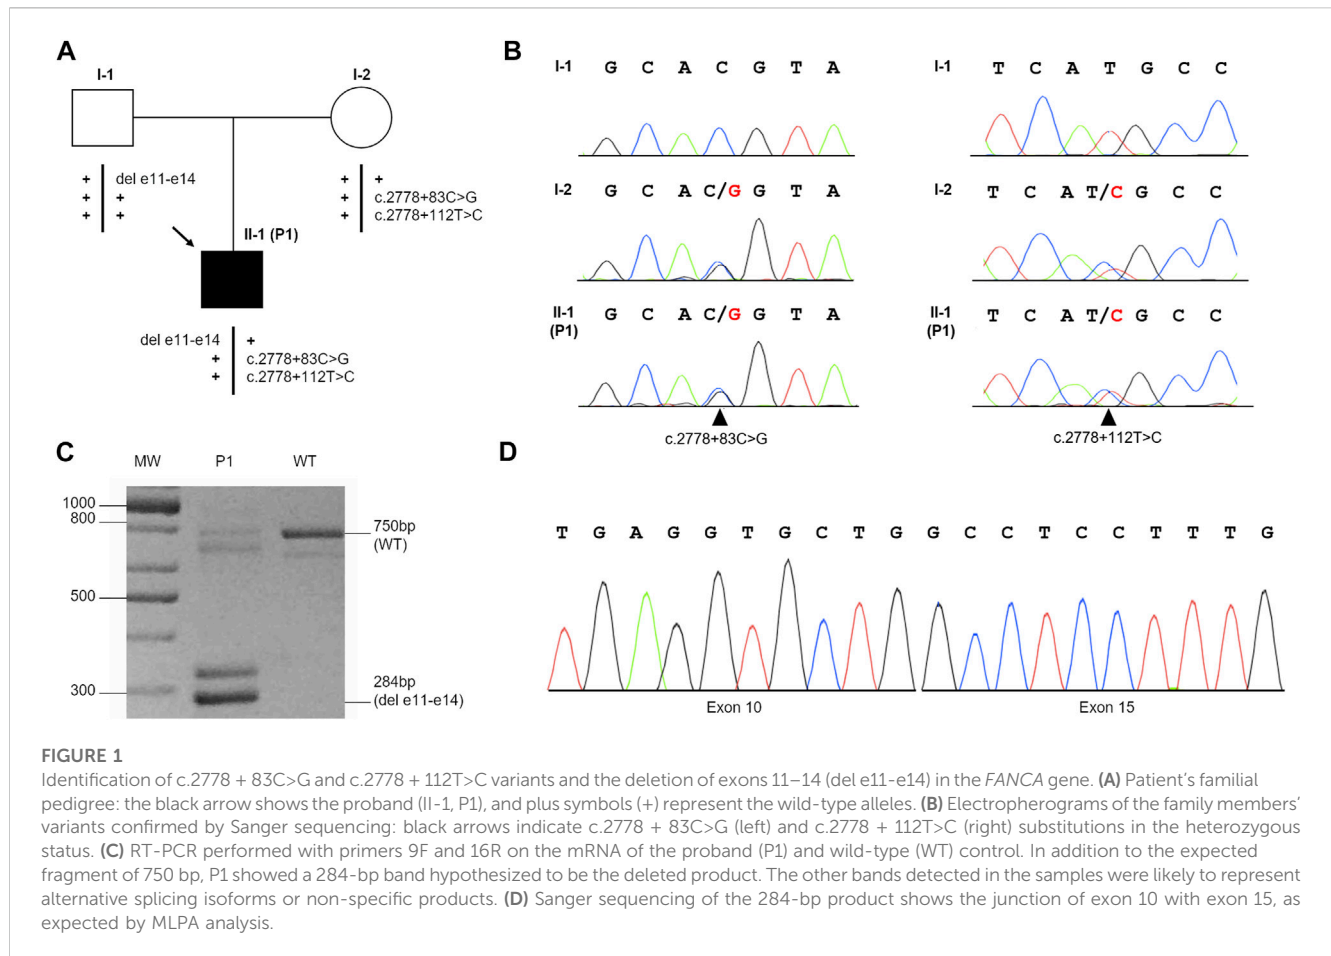 A
I-1
I-2
+ del e11-e14
+ +
+ +
+ +
+ c.2778+83C>G
+ c.2778+112T>C
II-1 (P1)
del e11-e14 +
+ c.2778+83C>G
+ c.2778+112T>C
B
I-1 G C A C G T A
I-2 G C A C/G G T A
II-1 (P1) G C A C/G G T A
c.2778+83C>G
I-1 T C A T G C C
I-2 T C A T/C G C C
II-1 (P1) T C A T/C G C C
c.2778+112T>C
C
MW P1 WT
1000
800
500
300
750bp
(WT)
284bp
(del e11-e14)
D
T G A G G T G C T G G C C T C C T T T G
Exon 10 Exon 15
FIGURE 1
Identification of c.2778 + 83C>G and c.2778 + 112T>C variants and the deletion of exons 11–14 (del e11-e14) in the FANCA gene. (A) Patient's familial
pedigree: the black arrow shows the proband (II-1, P1), and plus symbols (+) represent the wild-type alleles. (B) Electropherograms of the family members'
variants confirmed by Sanger sequencing: black arrows indicate c.2778 + 83C>G (left) and c.2778 + 112T>C (right) substitutions in the heterozygous
status. (C) RT-PCR performed with primers 9F and 16R on the mRNA of the proband (P1) and wild-type (WT) control. In addition to the expected
fragment of 750 bp, P1 showed a 284-bp band hypothesized to be the deleted product. The other bands detected in the samples were likely to represent
alternative splicing isoforms or non-specific products. (D) Sanger sequencing of the 284-bp product shows the junction of exon 10 with exon 15, as
expected by MLPA analysis.